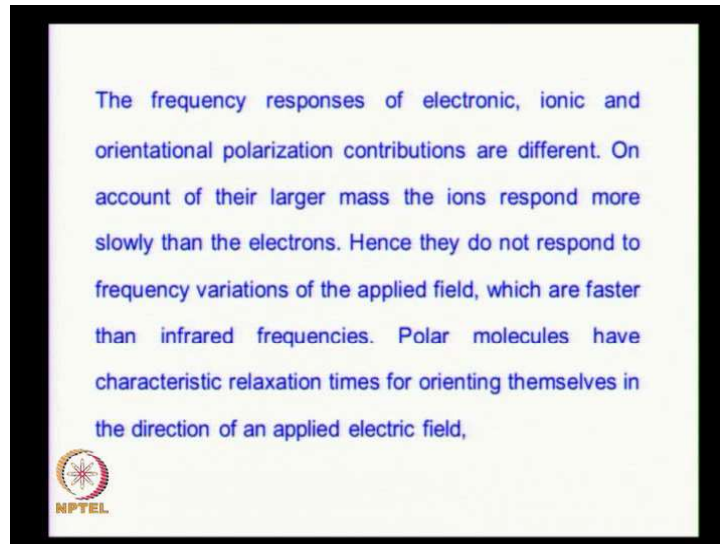 The frequency responses of electronic, ionic and
orientational polarization contributions are different. On
account of their larger mass the ions respond more
slowly than the electrons. Hence they do not respond to
frequency variations of the applied field, which are faster
than infrared frequencies. Polar molecules have
characteristic relaxation times for orienting themselves in
the direction of an applied electric field,
NPTEL